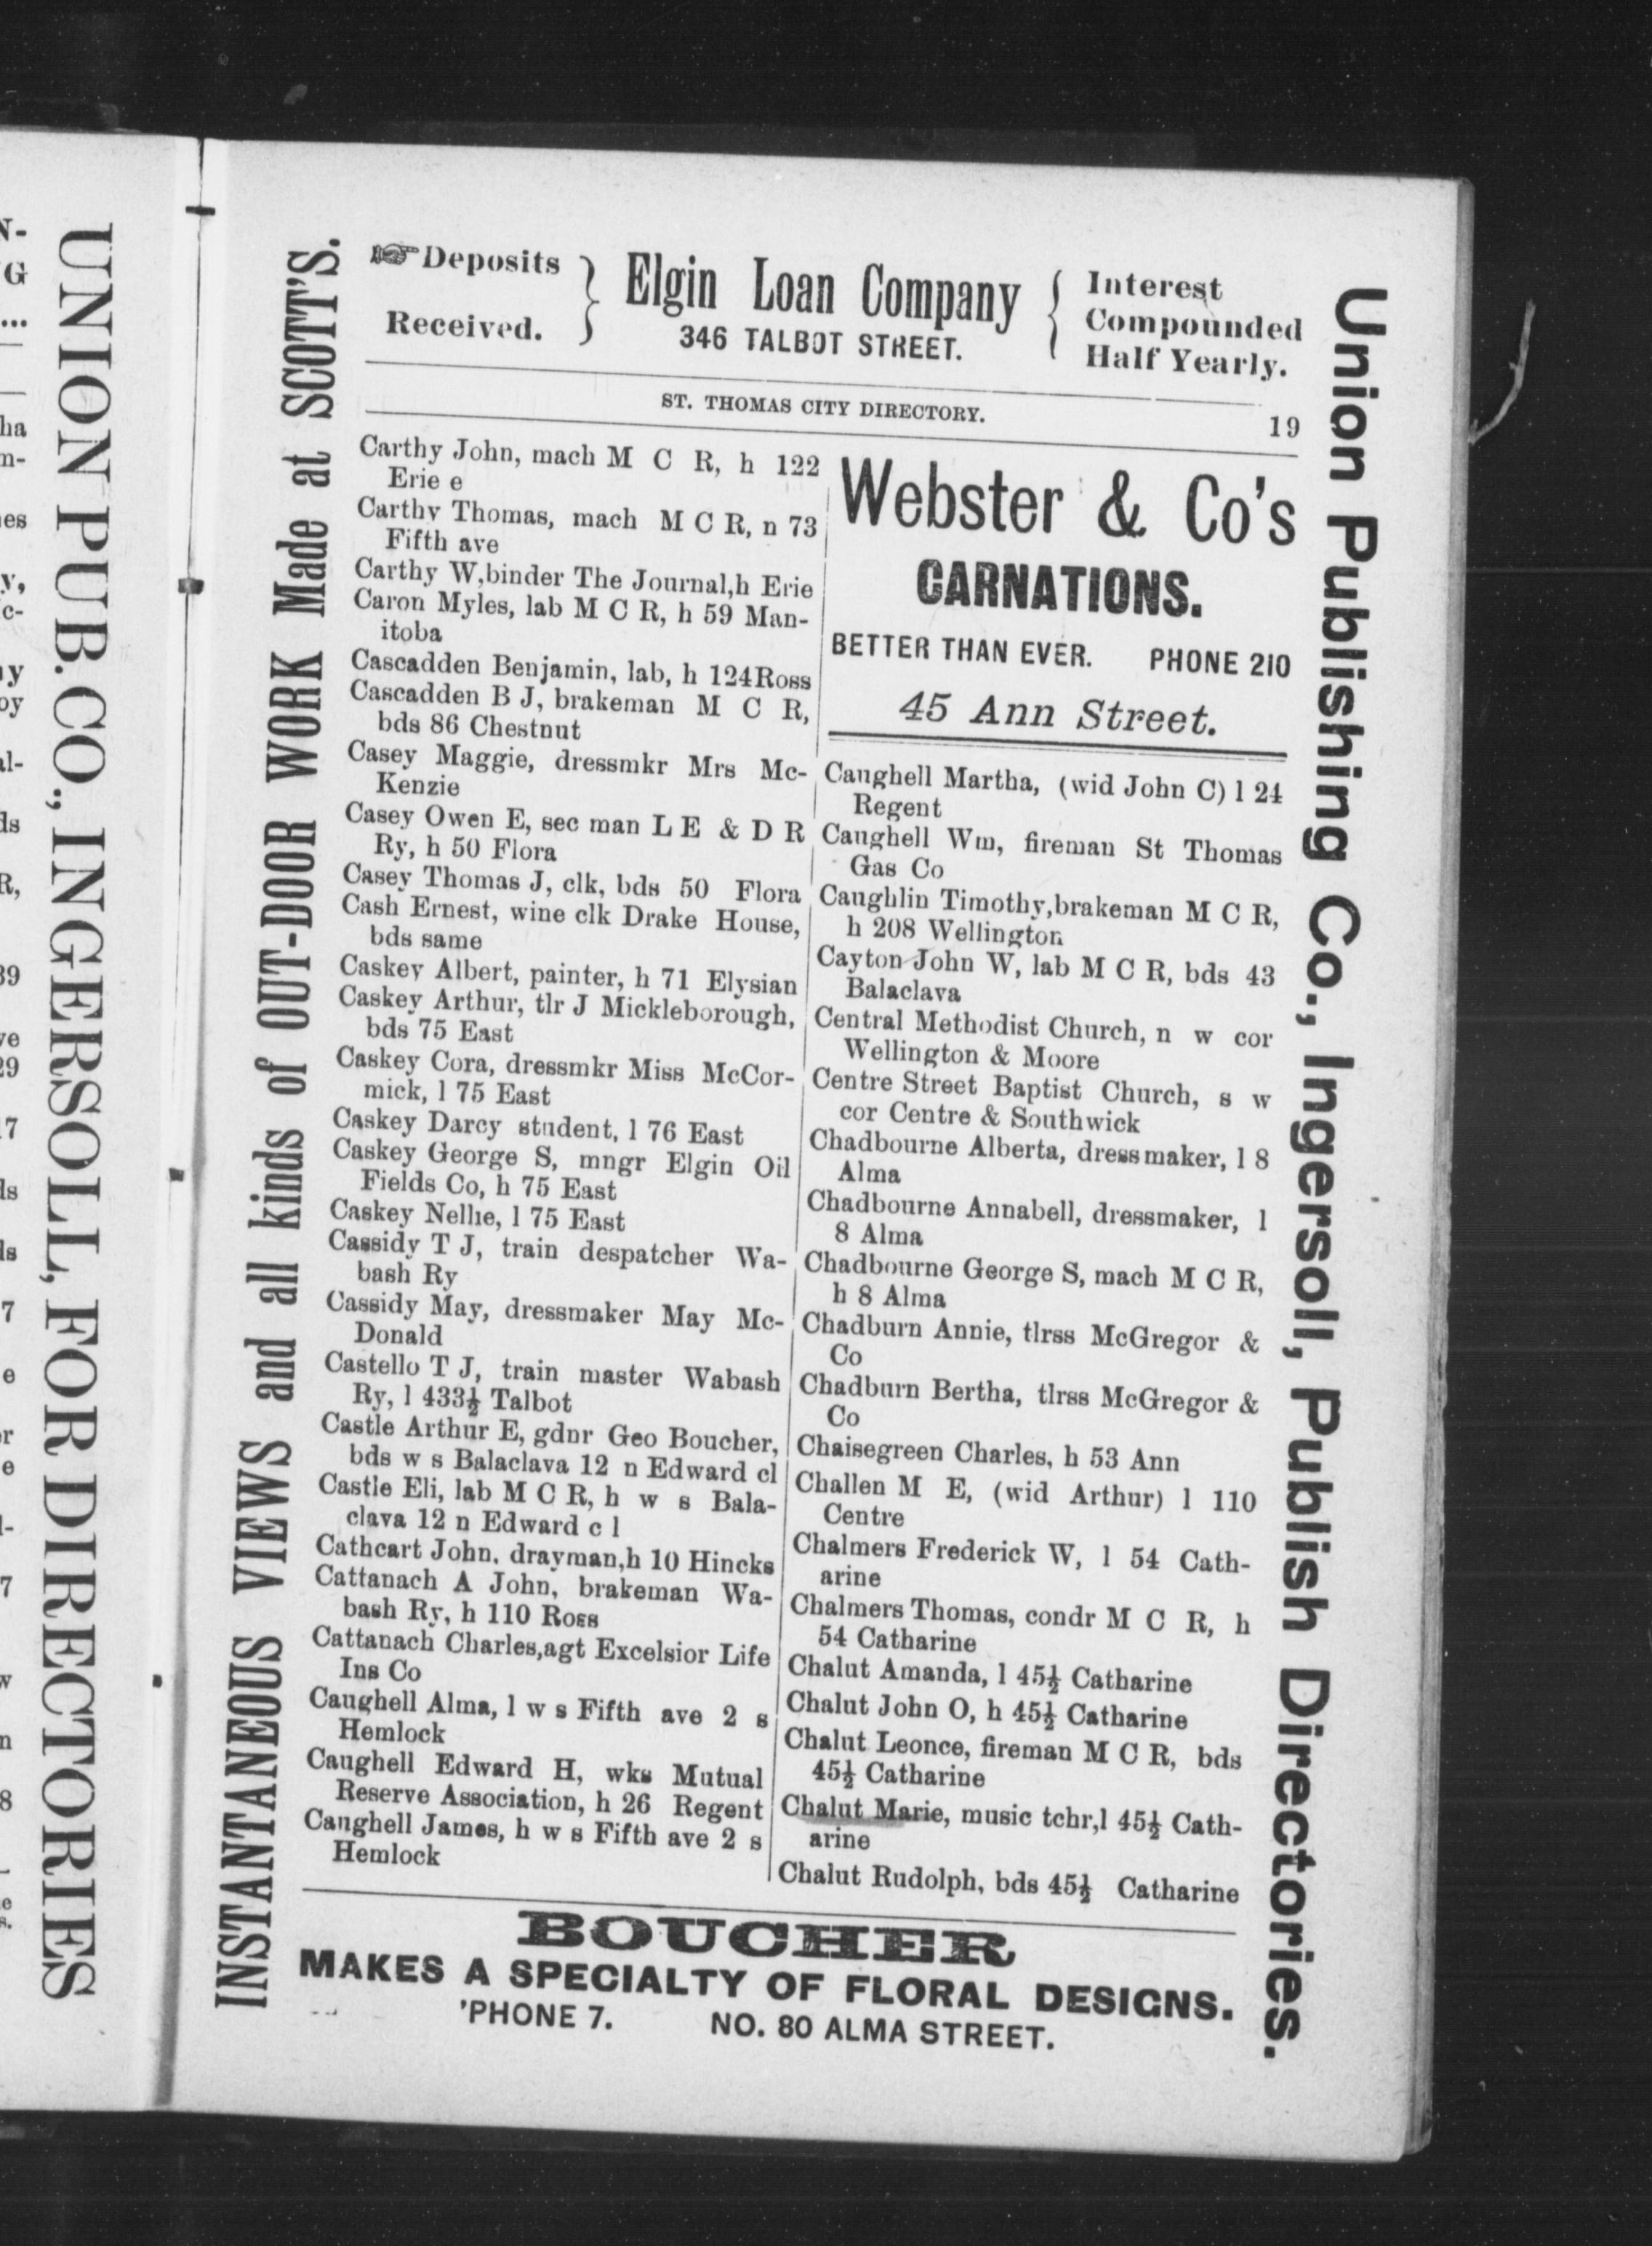 UNION PUB. CO., INGERSOLL, FOR DIRECTORIES
INSTANTANEOUS VIEWS and all kinds of OUT-DOOR WORK Made at SCOTT'S.
☞Deposits
Received.
Elgin Loan Company
346 TALBOT STREET.
Interest
Compounded
Half Yearly.
ST. THOMAS CITY DIRECTORY.
19
Carthy John, mach M C R, h 122
Erie e
Carthy Thomas, mach M C R, n 73
Fifth ave
Carthy W,binder The Journal,h Erie
Caron Myles, lab M C R, h 59 Man-
itoba
Cascadden Benjamin, lab, h 124Ross
Cascadden B J, brakeman M C R,
bds 86 Chestnut
Casey Maggie, dressmkr Mrs Mc-
Kenzie
Casey Owen E, sec man L E & D R
Ry, h 50 Flora
Casey Thomas J, clk, bds 50 Flora
Cash Ernest, wine clk Drake House,
bds same
Caskey Albert, painter, h 71 Elysian
Caskey Arthur, tlr J Mickleborough,
bds 75 East
Caskey Cora, dressmkr Miss McCor-
mick, l 75 East
Caskey Darcy student, l 76 East
Caskey George S, mngr Elgin Oil
Fields Co, h 75 East
Caskey Nellie, l 75 East
Cassidy T J, train despatcher Wa-
bash Ry
Cassidy May, dressmaker May Mc-
Donald
Castello T J, train master Wabash
Ry, l 433½ Talbot
Castle Arthur E, gdnr Geo Boucher,
bds w s Balaclava 12 n Edward cl
Castle Eli, lab M C R, h w s Bala-
clava 12 n Edward c l
Cathcart John. drayman,h 10 Hincks
Cattanach A John, brakeman Wa-
bash Ry, h 110 Ross
Cattanach Charles,agt Excelsior Life
Ins Co
Caughell Alma, l w s Fifth ave 2 s
Hemlock
Caughell Edward H, wks Mutual
Reserve Association, h 26 Regent
Caughell James, h w s Fifth ave 2 s
Hemlock
Webster & Co's
CARNATIONS.
BETTER THAN EVER. PHONE 210
45 Ann Street.
Caughell Martha, (wid John C) l 24
Regent
Caughell Wm, fireman St Thomas
Gas Co
Caughlin Timothy,brakeman M C R,
h 208 Wellington
Cayton John W, lab M C R, bds 43
Balaclava
Central Methodist Church, n w cor
Wellington & Moore
Centre Street Baptist Church, s w
cor Centre & Southwick
Chadbourne Alberta, dressmaker, l 8
Alma
Chadbourne Annabell, dressmaker, l
8 Alma
Chadbourne George S, mach M C R,
h 8 Alma
Chadburn Annie, tlrss McGregor &
Co
Chadburn Bertha, tlrss McGregor &
Co
Chaisegreen Charles, h 53 Ann
Challen M E, (wid Arthur) l 110
Centre
Chalmers Frederick W, l 54 Cath-
arine
Chalmers Thomas, condr M C R, h
54 Catharine
Chalut Amanda, l 45½ Catharine
Chalut John O, h 45½ Catharine
Chalut Leonce, fireman M C R, bds
45½ Catharine
Chalut Marie, music tchr,l 45½ Cath-
arine
Chalut Rudolph, bds 45½ Catharine
Union Publishing Co., Ingersoll, Publish Directories.
BOUCHER
MAKES A SPECIALTY OF FLORAL DESIGNS.
'PHONE 7. NO. 80 ALMA STREET.